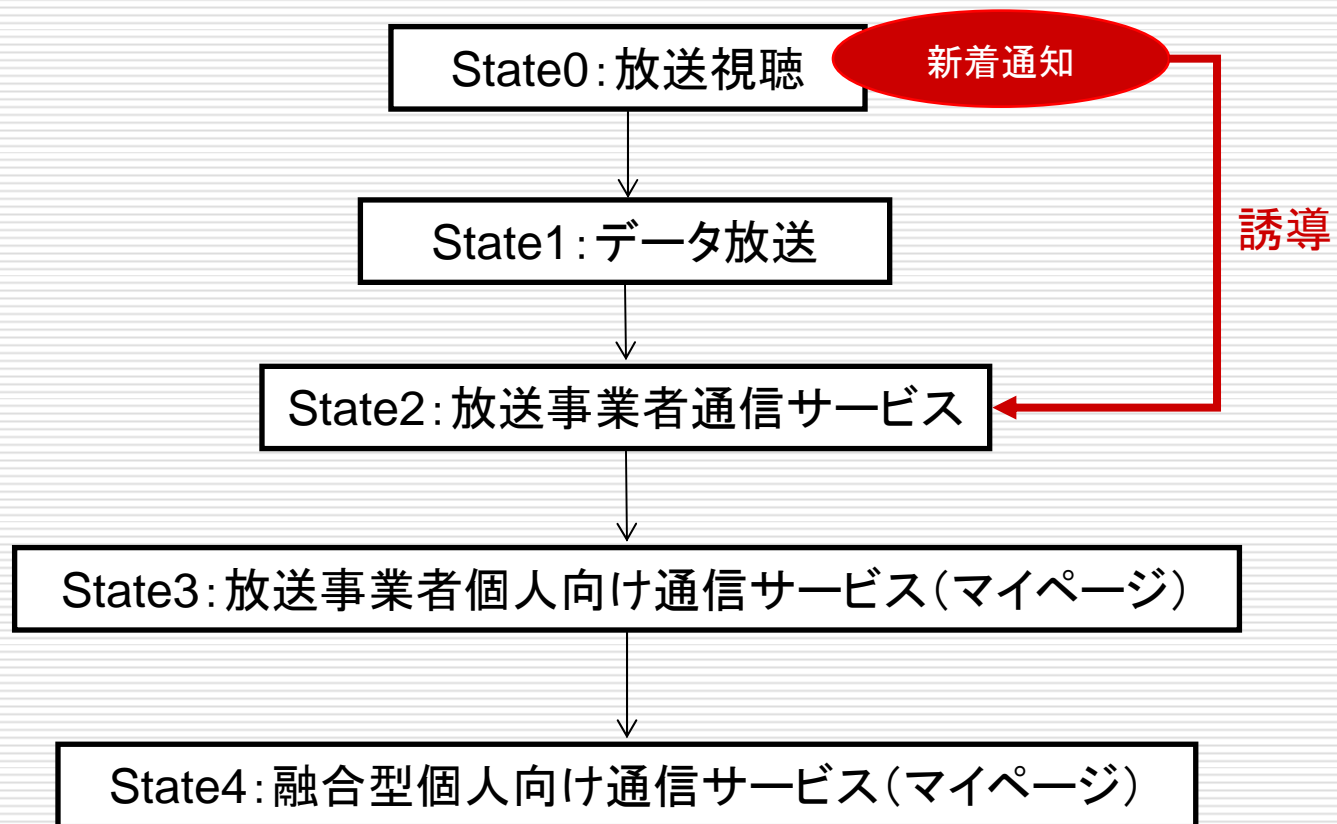 State0：放送視聴
新着通知
State1：データ放送
誘導
State2：放送事業者通信サービス
State3：放送事業者個人向け通信サービス（マイページ）
State4：融合型個人向け通信サービス（マイページ）